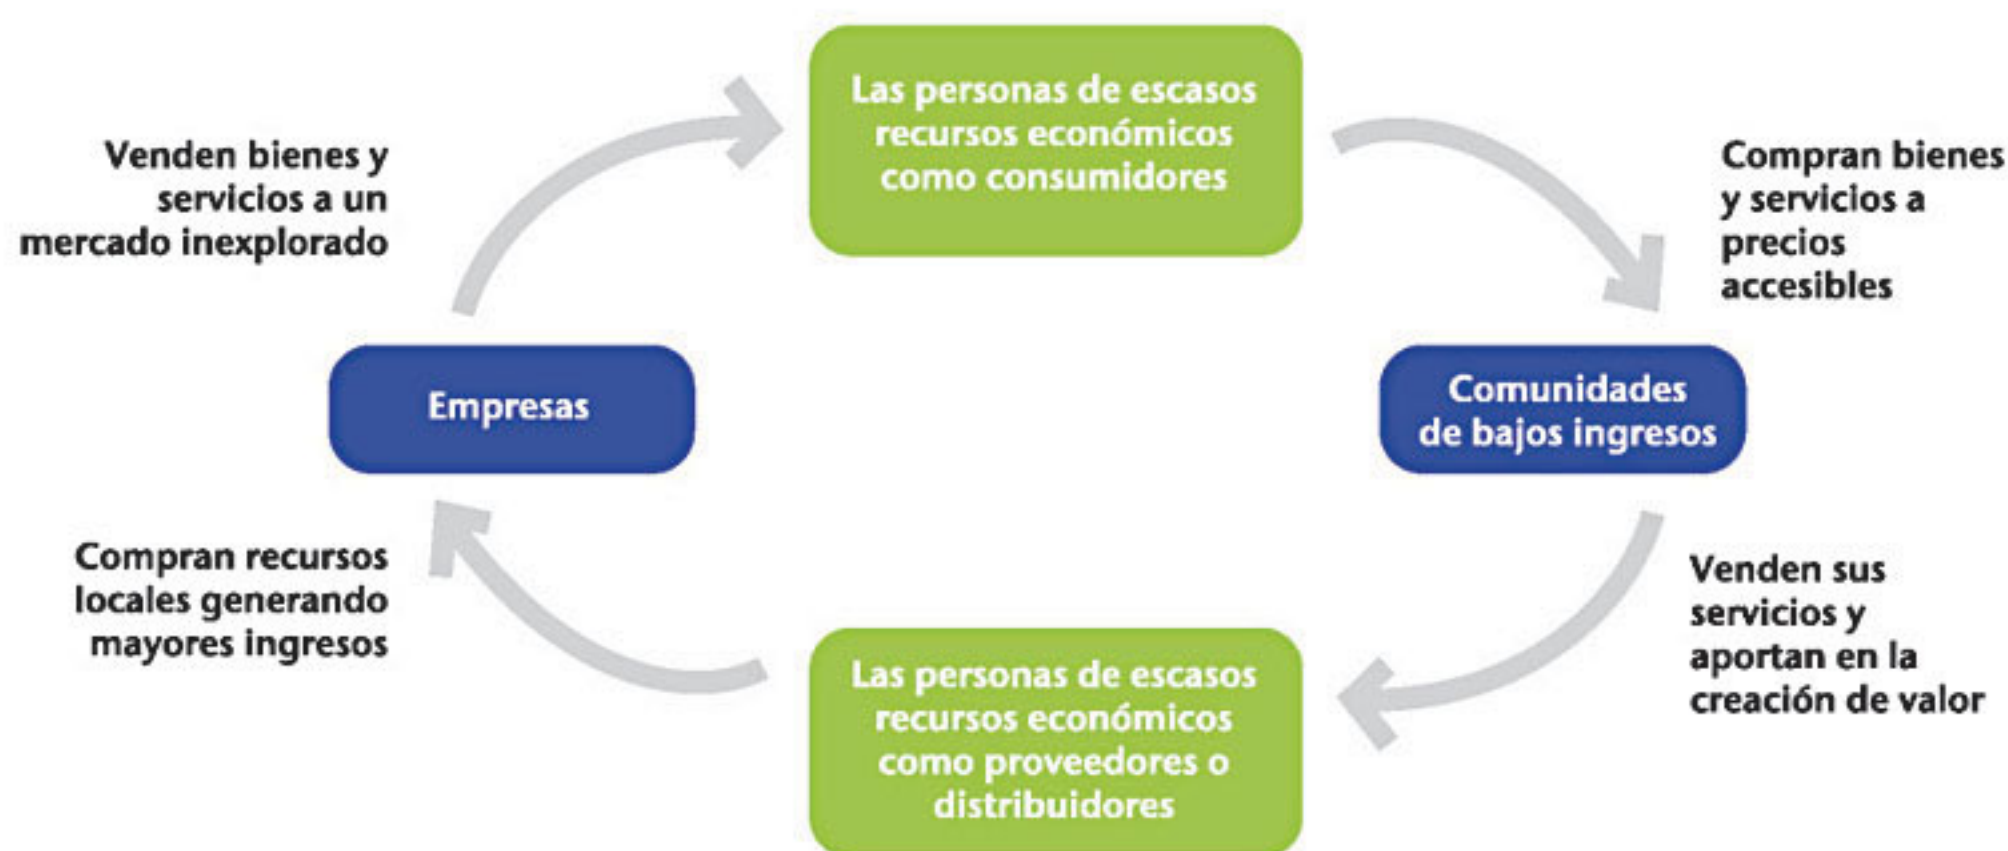 Las personas de escasos
recursos económicos
como consumidores
Venden bienes y
servicios a un
mercado inexplorado
Compran bienes
y servicios a
precios
accesibles
Empresas
Comunidades
de bajos ingresos
Compran recursos
locales generando
mayores ingresos
Venden sus
servicios y
aportan en la
creación de valor
Las personas de escasos
recursos económicos
como proveedores o
distribuidores